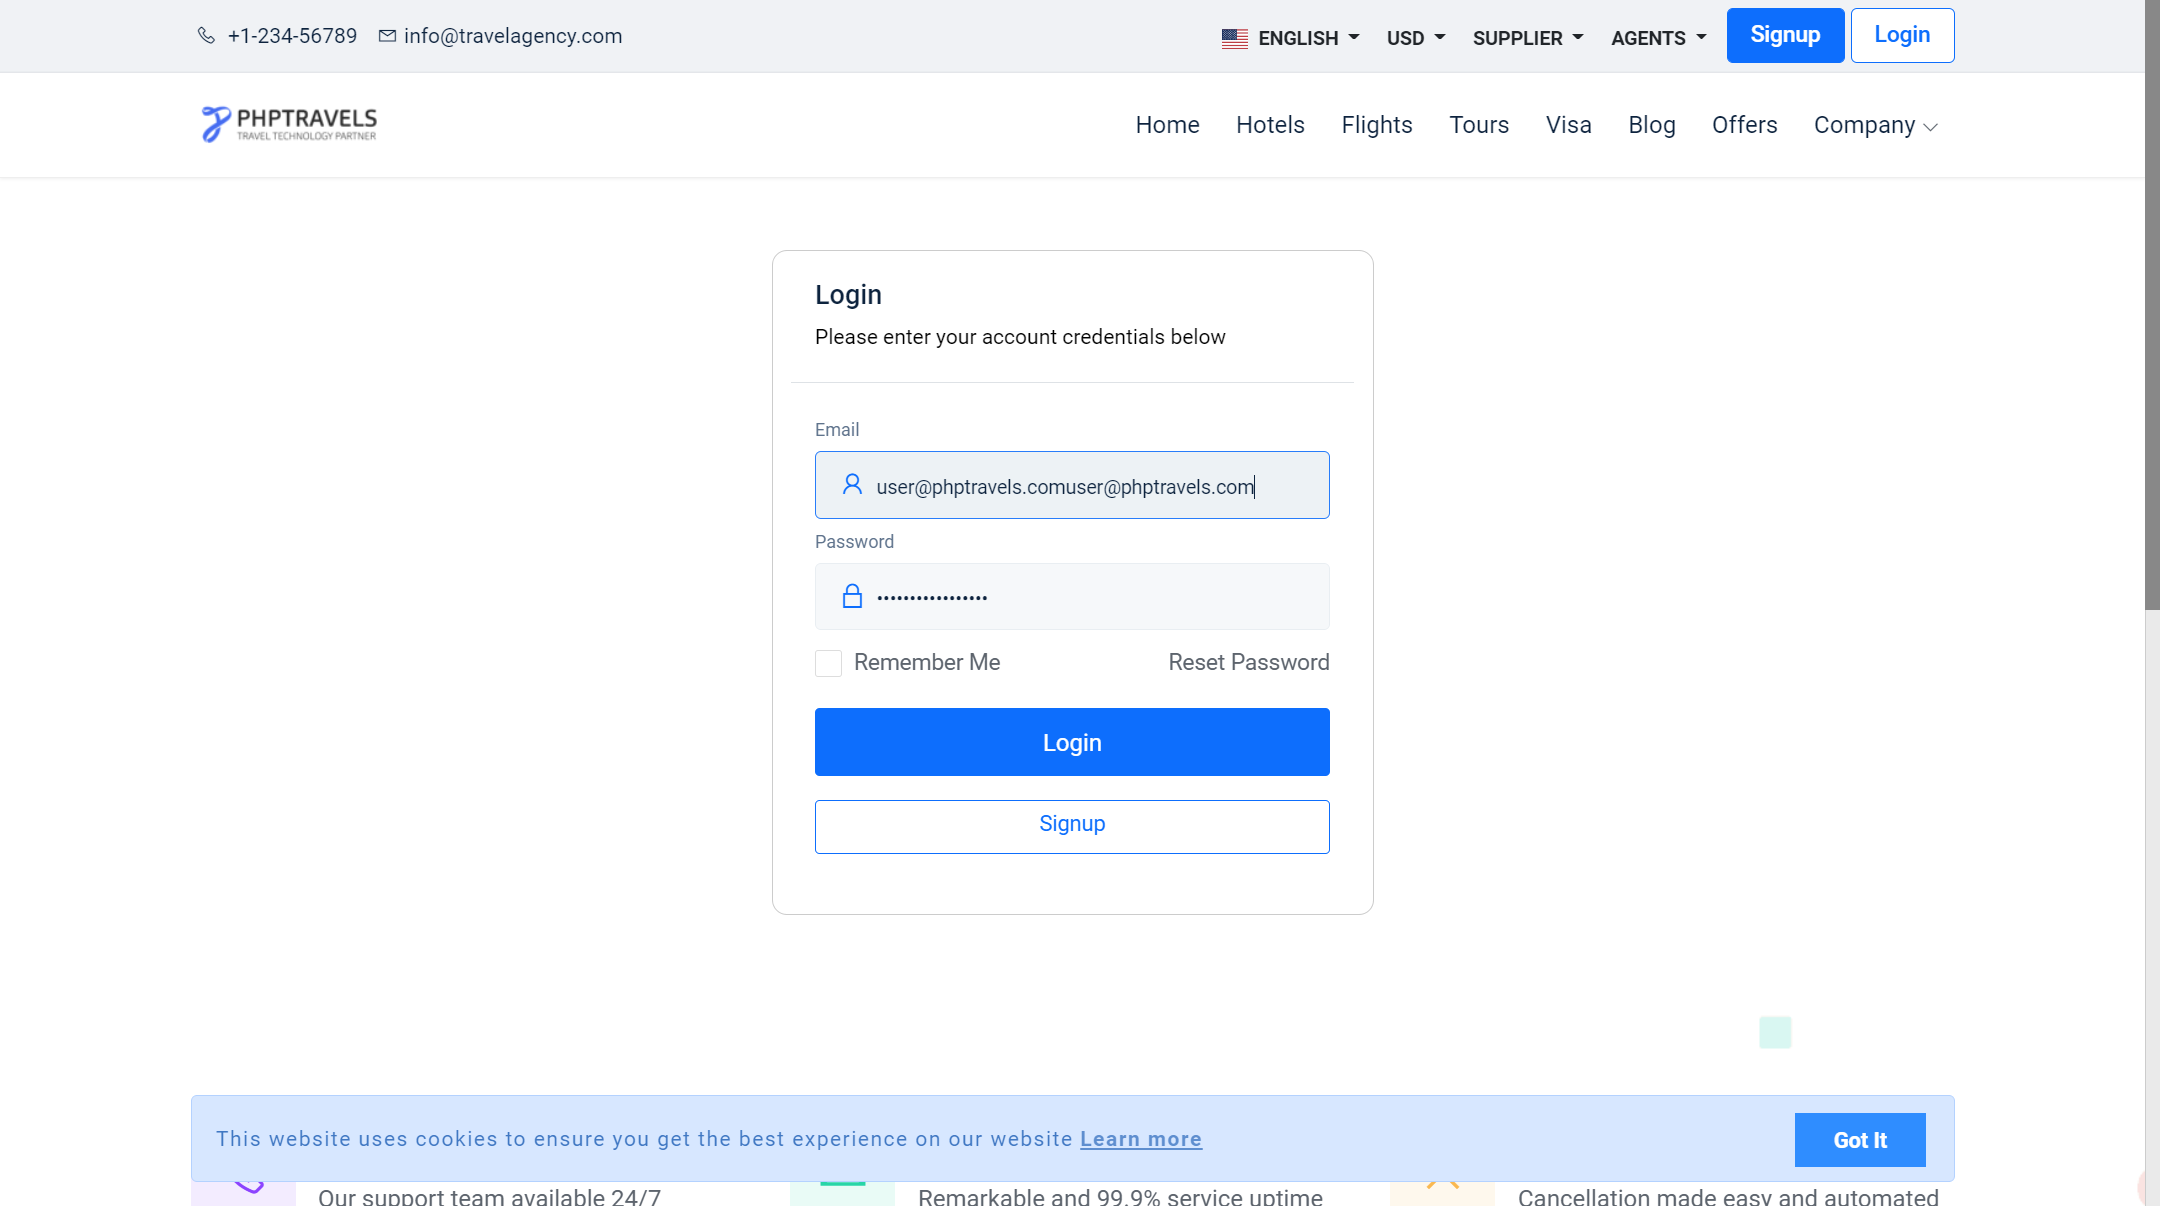 +1-234-56789 info@travelagency.com ENGLISH USD SUPPLIER AGENTS Signup Login
PHPTRAVELS
TRAVEL TECHNOLOGY PARTNER
Home Hotels Flights Tours Visa Blog Offers Company
Login
Please enter your account credentials below
Email
user@phptravels.comuser@phptravels.com
Password
•••••••••••••••••
Remember Me Reset Password
Login
Signup
This website uses cookies to ensure you get the best experience on our website Learn more Got It
Our support team available 24/7 Remarkable and 99.9% service uptime Cancellation made easy and automated